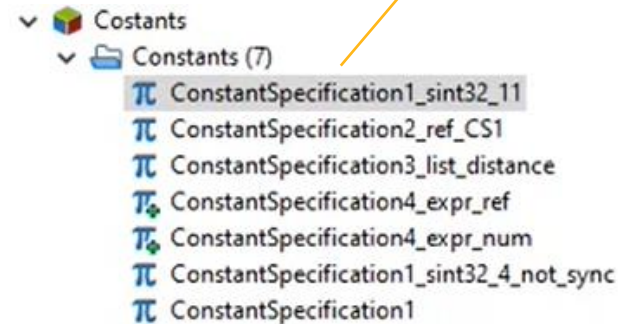 Costants
Constants (7)
π ConstantSpecification1_sint32_11
π ConstantSpecification2_ref_CS1
π ConstantSpecification3_list_distance
π ConstantSpecification4_expr_ref
π ConstantSpecification4_expr_num
π ConstantSpecification1_sint32_4_not_sync
π ConstantSpecification1